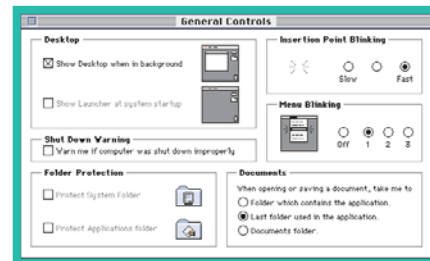 General Controls
Desktop
Show Desktop when in background
Show Launcher at system startup
Shut Down Warning
Warn me if computer was shut down improperly
Folder Protection
Protect System Folder
Protect Applications folder
Insertion Point Blinking
Slow Fast
Menu Blinking
Off 1 2 3
Documents
When opening or saving a document, take me to
Folder which contains the application.
Last folder used in the application.
Documents folder.